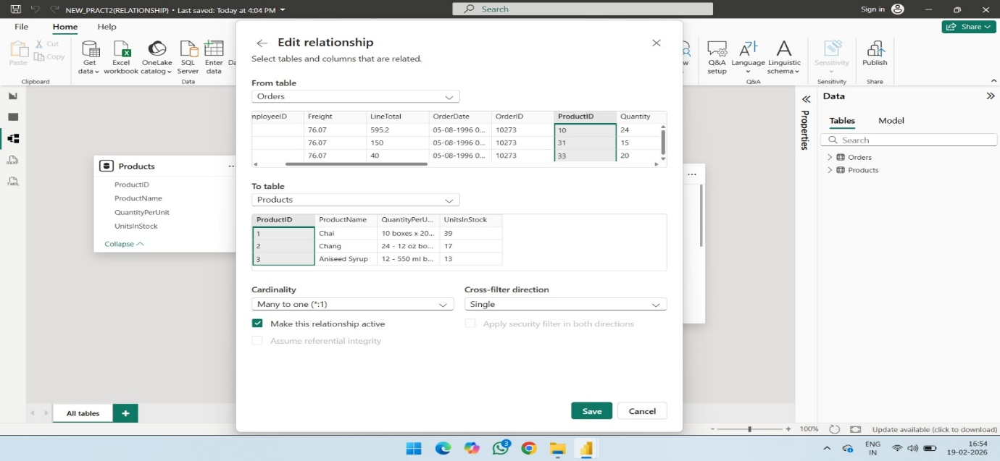 NEW_PRACT2(RELATIONSHIP) • Last saved: Today at 4:04 PM
Search
Sign in
File Home Help
Share
Paste
Cut
Copy
Clipboard
Get data
Excel workbook
OneLake catalog
SQL Server
Enter data
Da
Data
w
s
Q&A setup
Language
Linguistic schema
Q&A
Sensitivity
Sensitivity
Publish
Share
Edit relationship
Select tables and columns that are related.
From table
Orders
nployeeID Freight LineTotal OrderDate OrderID ProductID Quantity
76.07 595.2 05-08-1996 0... 10273 10 24
76.07 150 05-08-1996 0... 10273 31 15
76.07 40 05-08-1996 0... 10273 33 20
To table
Products
ProductID ProductName QuantityPerU... UnitsInStock
1 Chai 10 boxes x 20... 39
2 Chang 24 - 12 oz bo... 17
3 Aniseed Syrup 12 - 550 ml b... 13
Cardinality
Many to one (*:1)
Cross-filter direction
Single
Make this relationship active
Apply security filter in both directions
Assume referential integrity
Save
Cancel
Products
ProductID
ProductName
QuantityPerUnit
UnitsInStock
Collapse
Properties
Data
Tables Model
Search
Orders
Products
DAX
TMDL
All tables
+
- + 100%
Update available (click to download)
3
ENG
IN
16:54
19-02-2026